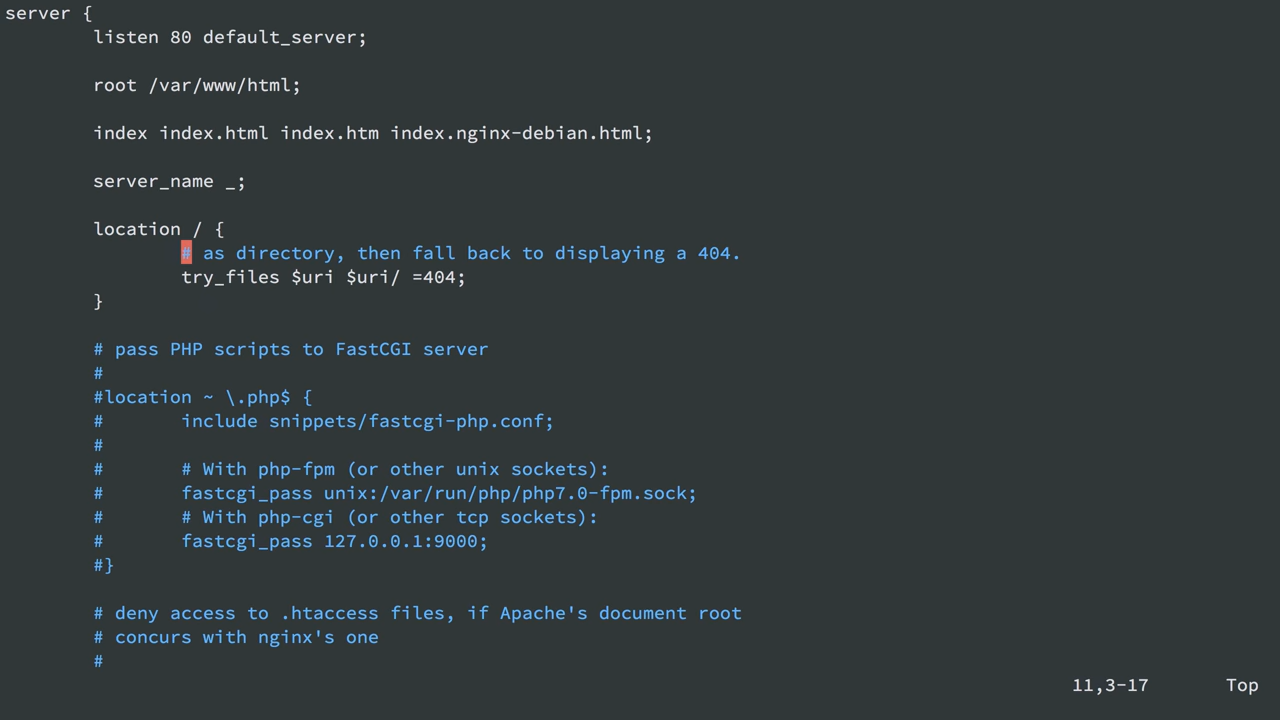 server {
listen 80 default_server;
root /var/www/html;
index index.html index.htm index.nginx-debian.html;
server_name _;
location / {
# as directory, then fall back to displaying a 404.
try_files $uri $uri/ =404;
}
# pass PHP scripts to FastCGI server
#
#location ~ \.php$ {
#       include snippets/fastcgi-php.conf;
#
#       # With php-fpm (or other unix sockets):
#       fastcgi_pass unix:/var/run/php/php7.0-fpm.sock;
#       # With php-cgi (or other tcp sockets):
#       fastcgi_pass 127.0.0.1:9000;
#}
# deny access to .htaccess files, if Apache's document root
# concurs with nginx's one
#
11,3-17 Top